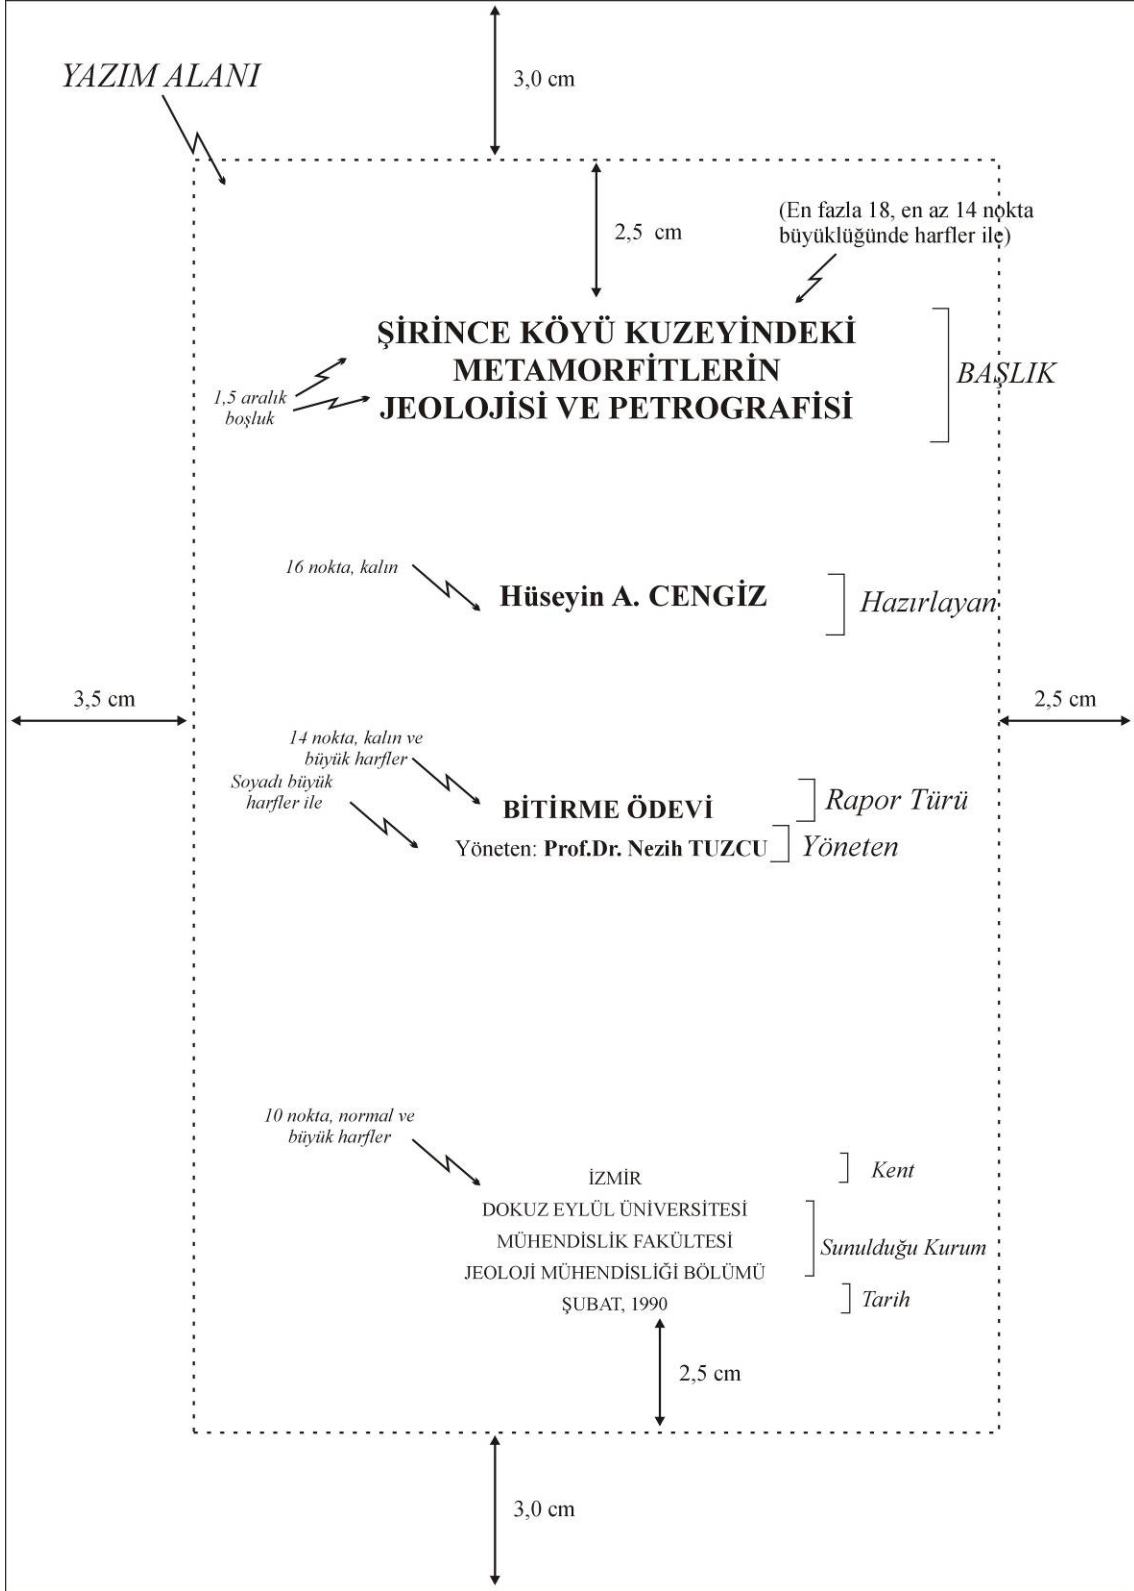 3,0 cm
YAZIM ALANI
(En fazla 18, en az 14 nokta
büyüklüğünde harfler ile)
2,5 cm
ŞİRİNCE KÖYÜ KUZEYİNDEKİ
METAMORFİTLERİN
JEOLOJİSİ VE PETROGRAFİSİ
BAŞLIK
1,5 aralık
boşluk
16 nokta, kalın
Hüseyin A. CENGİZ
Hazırlayan
3,5 cm
2,5 cm
14 nokta, kalın ve
büyük harfler
Soyadı büyük
harfler ile
BİTİRME ÖDEVİ
Rapor Türü
Yöneten: Prof.Dr. Nezih TUZCU
Yöneten
10 nokta, normal ve
büyük harfler
İZMİR
Kent
DOKUZ EYLÜL ÜNİVERSİTESİ
MÜHENDİSLİK FAKÜLTESİ
JEOLOJİ MÜHENDİSLİĞİ BÖLÜMÜ
Sunulduğu Kurum
ŞUBAT, 1990
Tarih
2,5 cm
3,0 cm